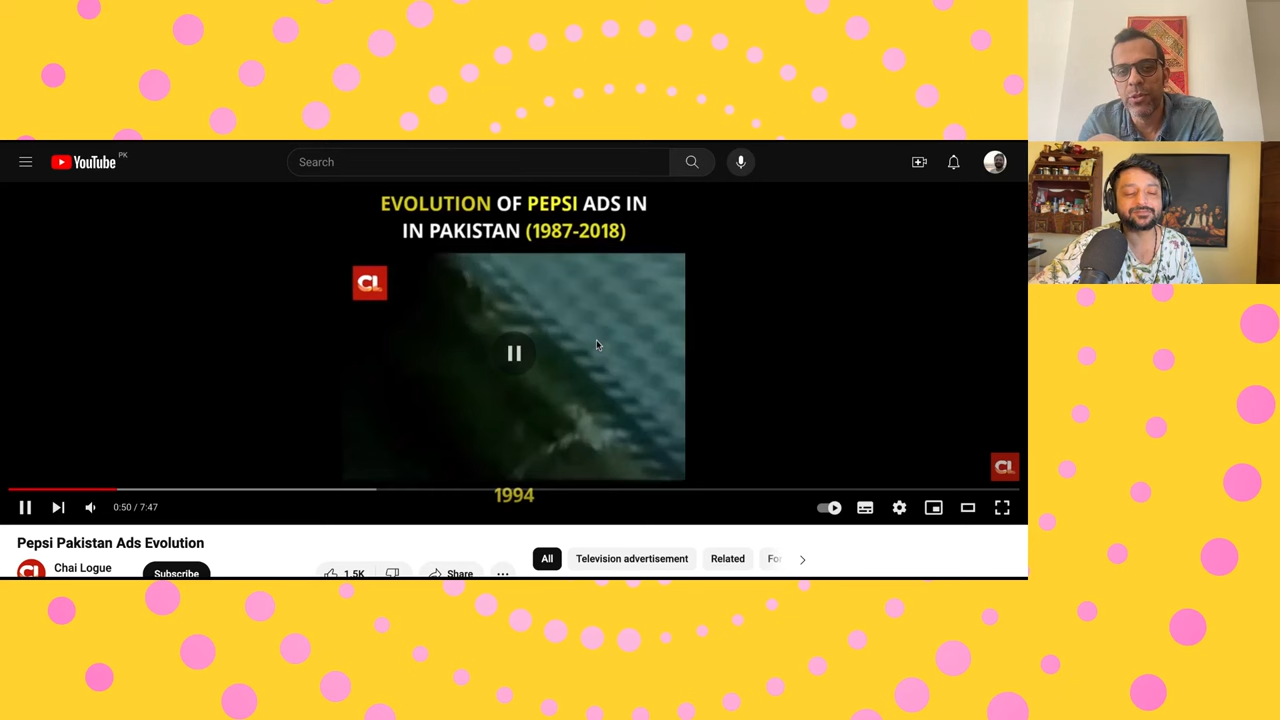 YouTube PK
Search
EVOLUTION OF PEPSI ADS IN
IN PAKISTAN (1987-2018)
CL
CL
1994
0:50 / 7:47
Pepsi Pakistan Ads Evolution
Chai Logue
Subscribe
1.5K
Share
All
Television advertisement
Related
For